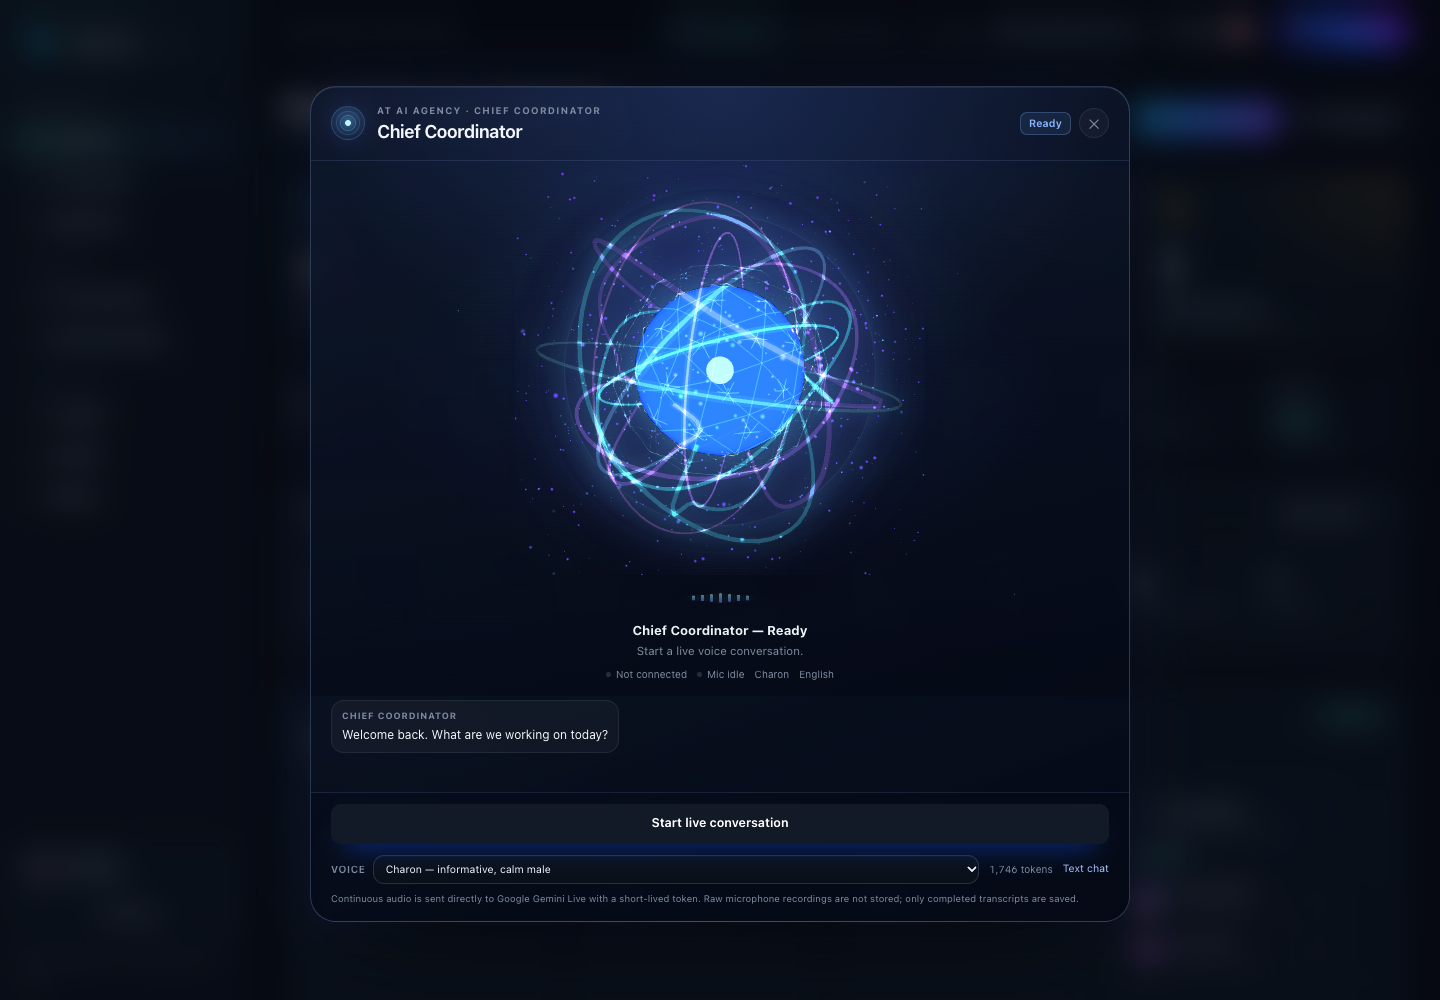 AT AI AGENCY · CHIEF COORDINATOR
Chief Coordinator
Ready
Chief Coordinator — Ready
Start a live voice conversation.
Not connected Mic idle Charon English
CHIEF COORDINATOR
Welcome back. What are we working on today?
Start live conversation
VOICE Charon — informative, calm male 1,746 tokens Text chat
Continuous audio is sent directly to Google Gemini Live with a short-lived token. Raw microphone recordings are not stored; only completed transcripts are saved.